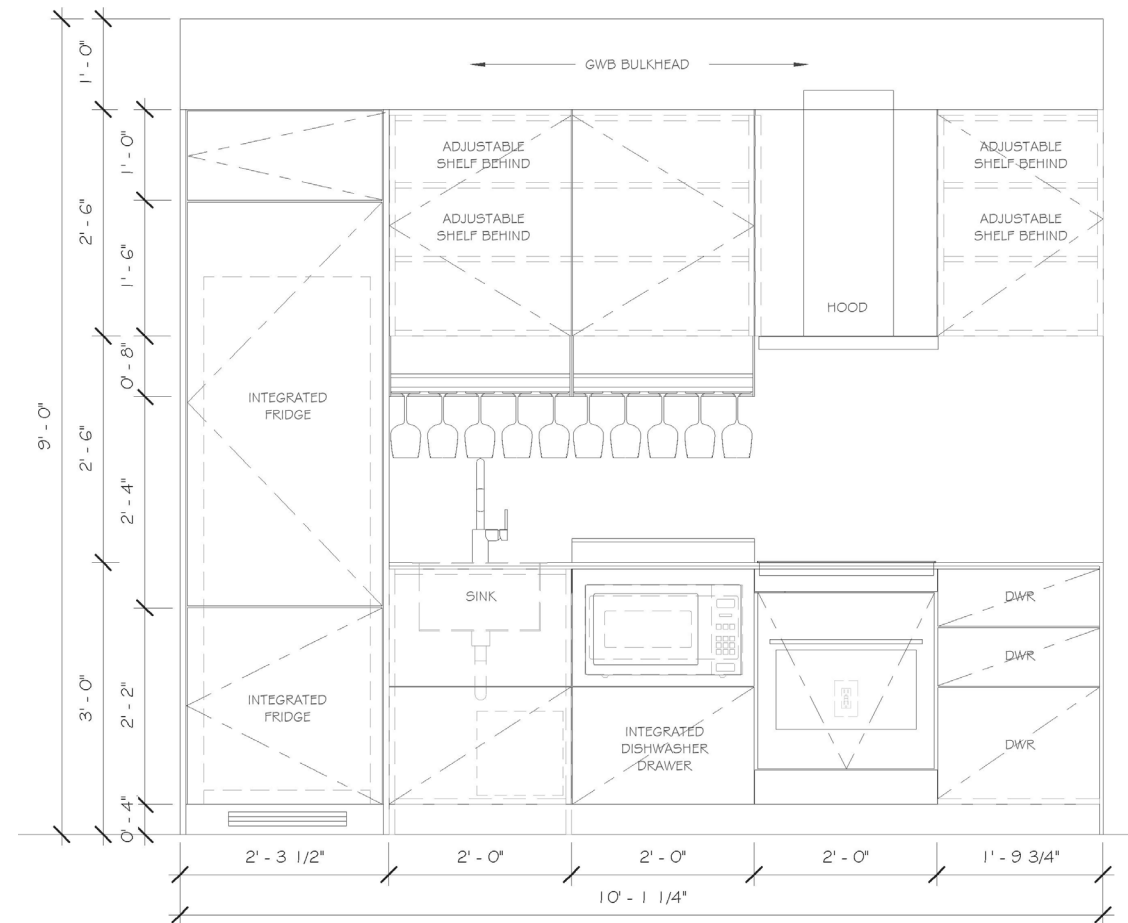 1' - 0"
GWB BULKHEAD
1' - 0"
ADJUSTABLE
SHELF BEHIND
ADJUSTABLE
SHELF BEHIND
2' - 6"
ADJUSTABLE
SHELF BEHIND
ADJUSTABLE
SHELF BEHIND
1' - 6"
HOOD
0' - 8"
9' - 0"
INTEGRATED
FRIDGE
2' - 6"
2' - 4"
SINK
DWR
DWR
3' - 0"
2' - 2"
INTEGRATED
FRIDGE
INTEGRATED
DISHWASHER
DRAWER
DWR
0' - 4"
2' - 3 1/2"
2' - 0"
2' - 0"
2' - 0"
1' - 9 3/4"
10' - 1 1/4"